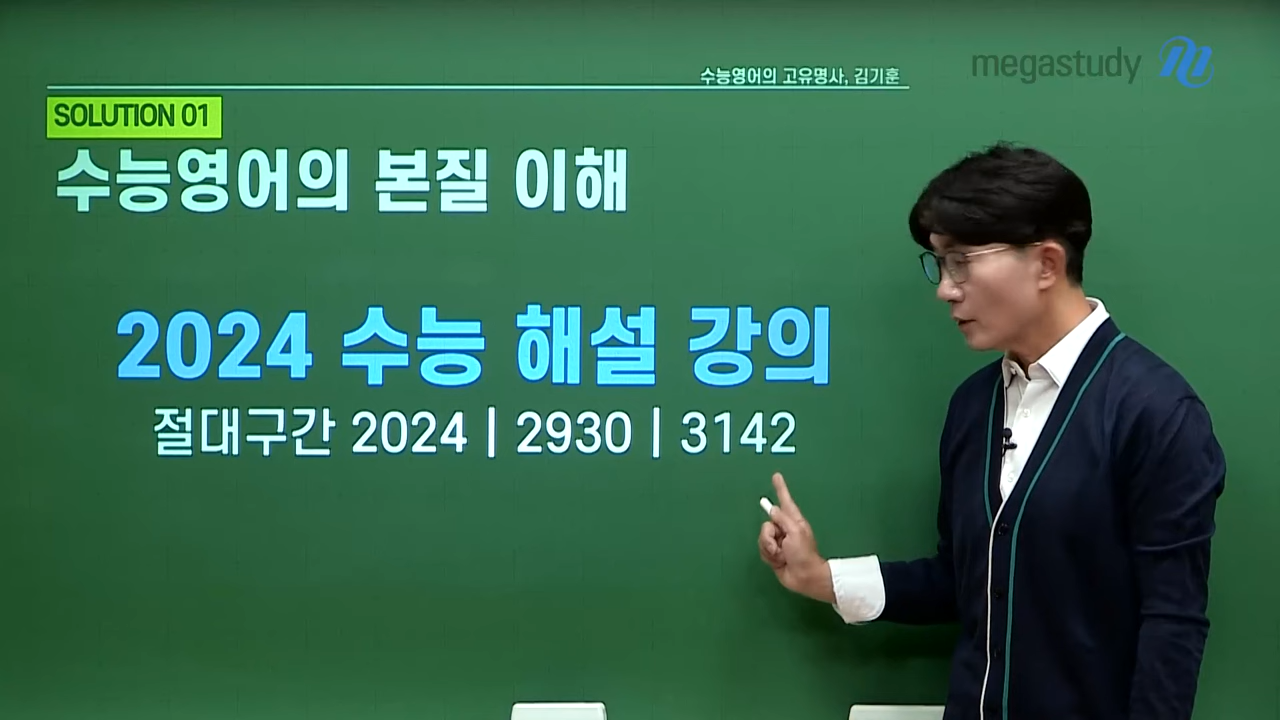 수능영어의 고유명사, 김기훈
megastudy
SOLUTION 01
수능영어의 본질 이해
2024 수능 해설 강의
절대구간 2024 | 2930 | 3142